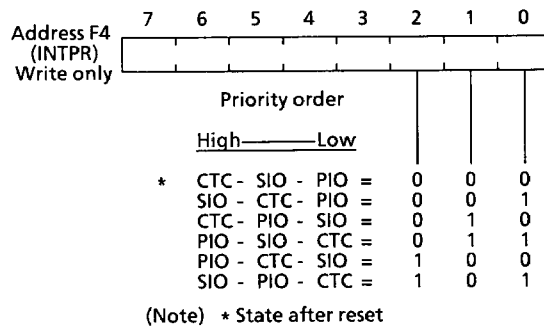 7 6 5 4 3 2 1 0
Address F4
(INTPR)
Write only
Priority order
High———Low
* CTC - SIO - PIO = 0 0 0
SIO - CTC - PIO = 0 0 1
CTC - PIO - SIO = 0 1 0
PIO - SIO - CTC = 0 1 1
PIO - CTC - SIO = 1 0 0
SIO - PIO - CTC = 1 0 1
(Note) * State after reset